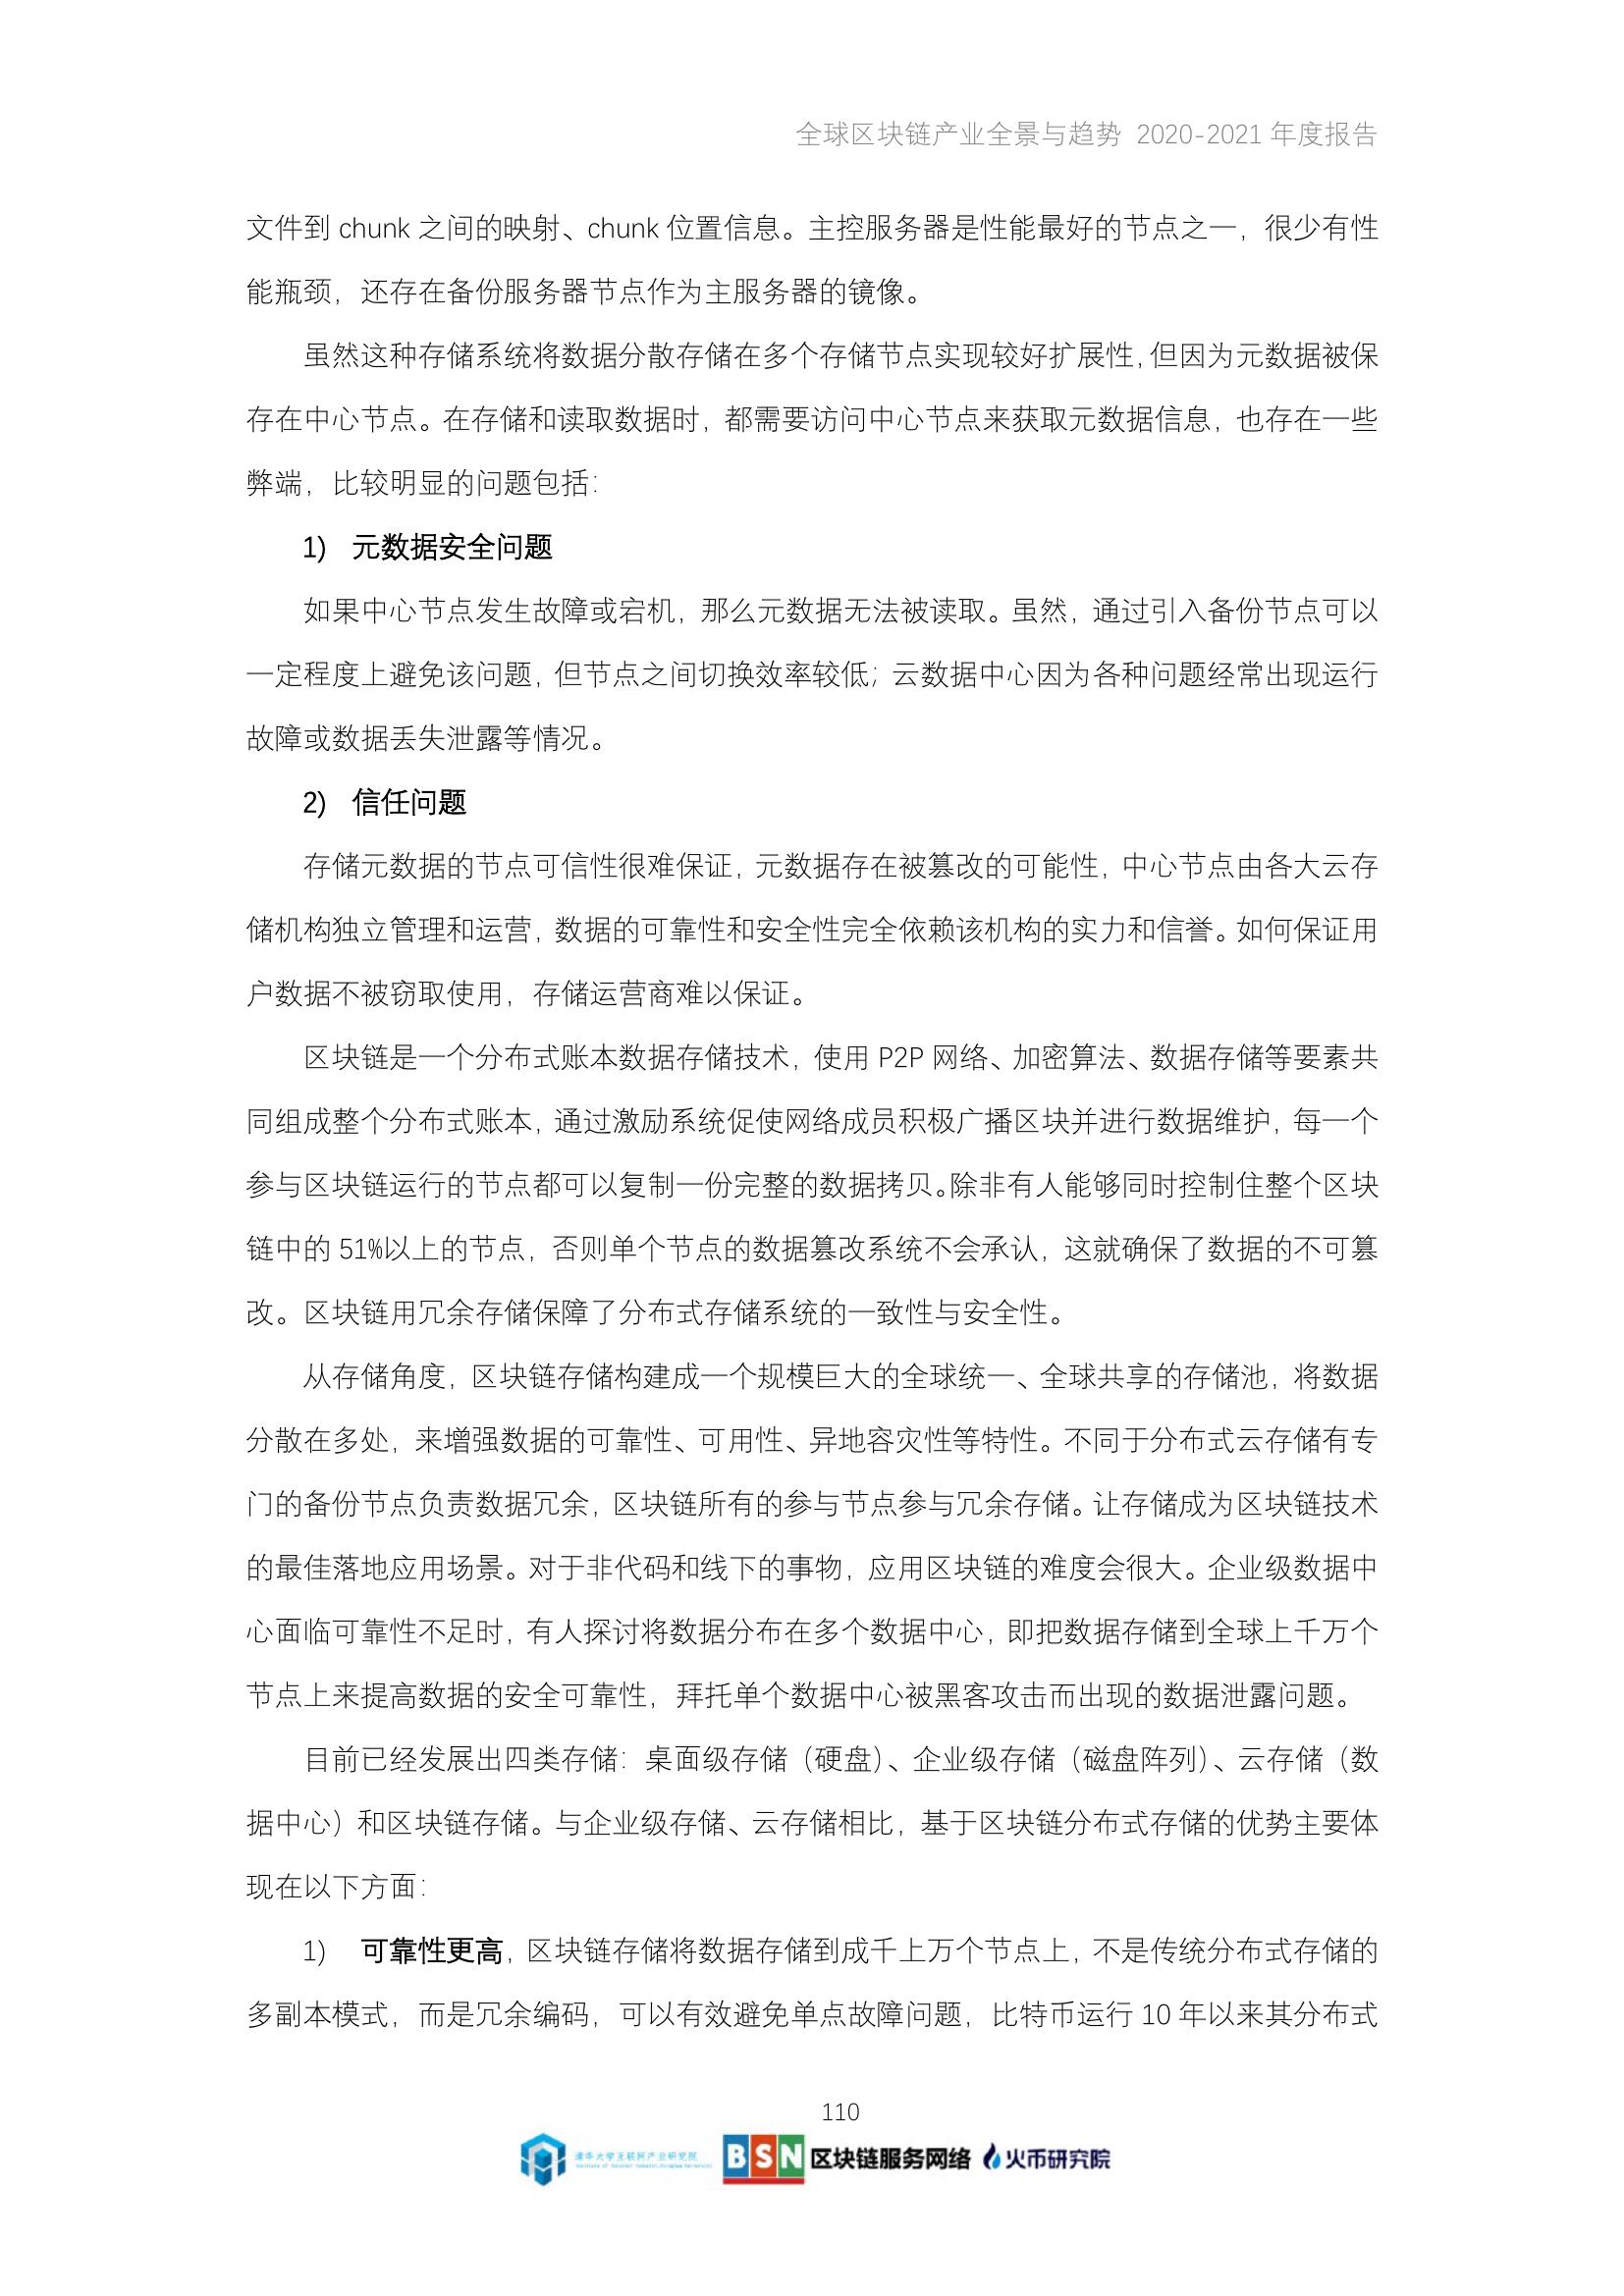 全球区块链产业全景与趋势 2020-2021 年度报告
文件到 chunk 之间的映射、chunk 位置信息。主控服务器是性能最好的节点之一，很少有性
能瓶颈，还存在备份服务器节点作为主服务器的镜像。
虽然这种存储系统将数据分散存储在多个存储节点实现较好扩展性，但因为元数据被保
存在中心节点。在存储和读取数据时，都需要访问中心节点来获取元数据信息，也存在一些
弊端，比较明显的问题包括：
1) 元数据安全问题
如果中心节点发生故障或宕机，那么元数据无法被读取。虽然，通过引入备份节点可以
一定程度上避免该问题，但节点之间切换效率较低；云数据中心因为各种问题经常出现运行
故障或数据丢失泄露等情况。
2) 信任问题
存储元数据的节点可信性很难保证，元数据存在被篡改的可能性，中心节点由各大云存
储机构独立管理和运营，数据的可靠性和安全性完全依赖该机构的实力和信誉。如何保证用
户数据不被窃取使用，存储运营商难以保证。
区块链是一个分布式账本数据存储技术，使用 P2P 网络、加密算法、数据存储等要素共
同组成整个分布式账本，通过激励系统促使网络成员积极广播区块并进行数据维护，每一个
参与区块链运行的节点都可以复制一份完整的数据拷贝。除非有人能够同时控制住整个区块
链中的 51%以上的节点，否则单个节点的数据篡改系统不会承认，这就确保了数据的不可篡
改。区块链用冗余存储保障了分布式存储系统的一致性与安全性。
从存储角度，区块链存储构建成一个规模巨大的全球统一、全球共享的存储池，将数据
分散在多处，来增强数据的可靠性、可用性、异地容灾性等特性。不同于分布式云存储有专
门的备份节点负责数据冗余，区块链所有的参与节点参与冗余存储。让存储成为区块链技术
的最佳落地应用场景。对于非代码和线下的事物，应用区块链的难度会很大。企业级数据中
心面临可靠性不足时，有人探讨将数据分布在多个数据中心，即把数据存储到全球上千万个
节点上来提高数据的安全可靠性，拜托单个数据中心被黑客攻击而出现的数据泄露问题。
目前已经发展出四类存储：桌面级存储（硬盘）、企业级存储（磁盘阵列）、云存储（数
据中心）和区块链存储。与企业级存储、云存储相比，基于区块链分布式存储的优势主要体
现在以下方面：
1) 可靠性更高，区块链存储将数据存储到成千上万个节点上，不是传统分布式存储的
多副本模式，而是冗余编码，可以有效避免单点故障问题，比特币运行 10 年以来其分布式
110
清华大学互联网产业研究院
BSN 区块链服务网络 火币研究院